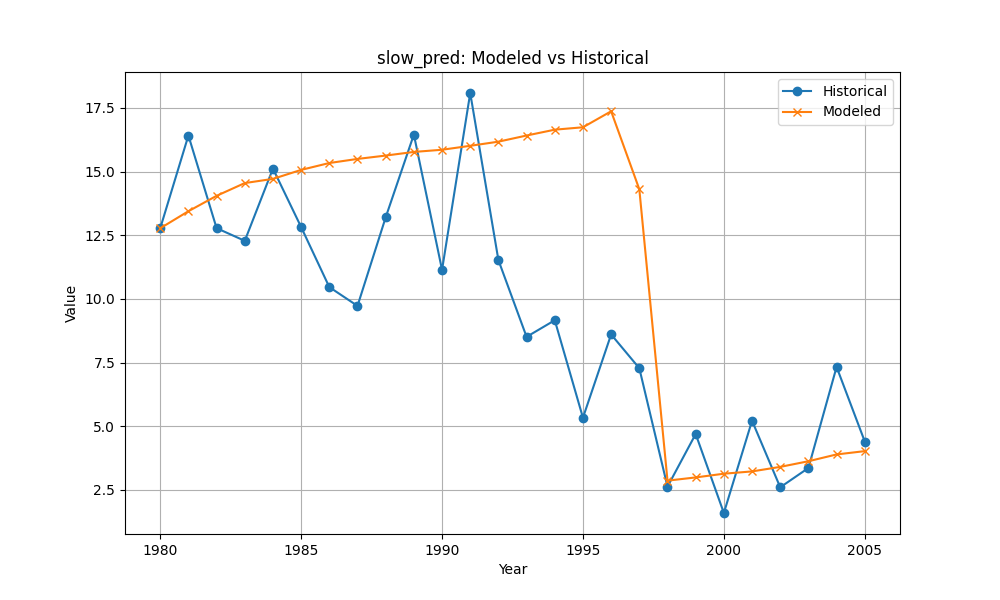 slow_pred: Modeled vs Historical
Historical
Modeled
Value
17.5
15.0
12.5
10.0
7.5
5.0
2.5
1980 1985 1990 1995 2000 2005
Year